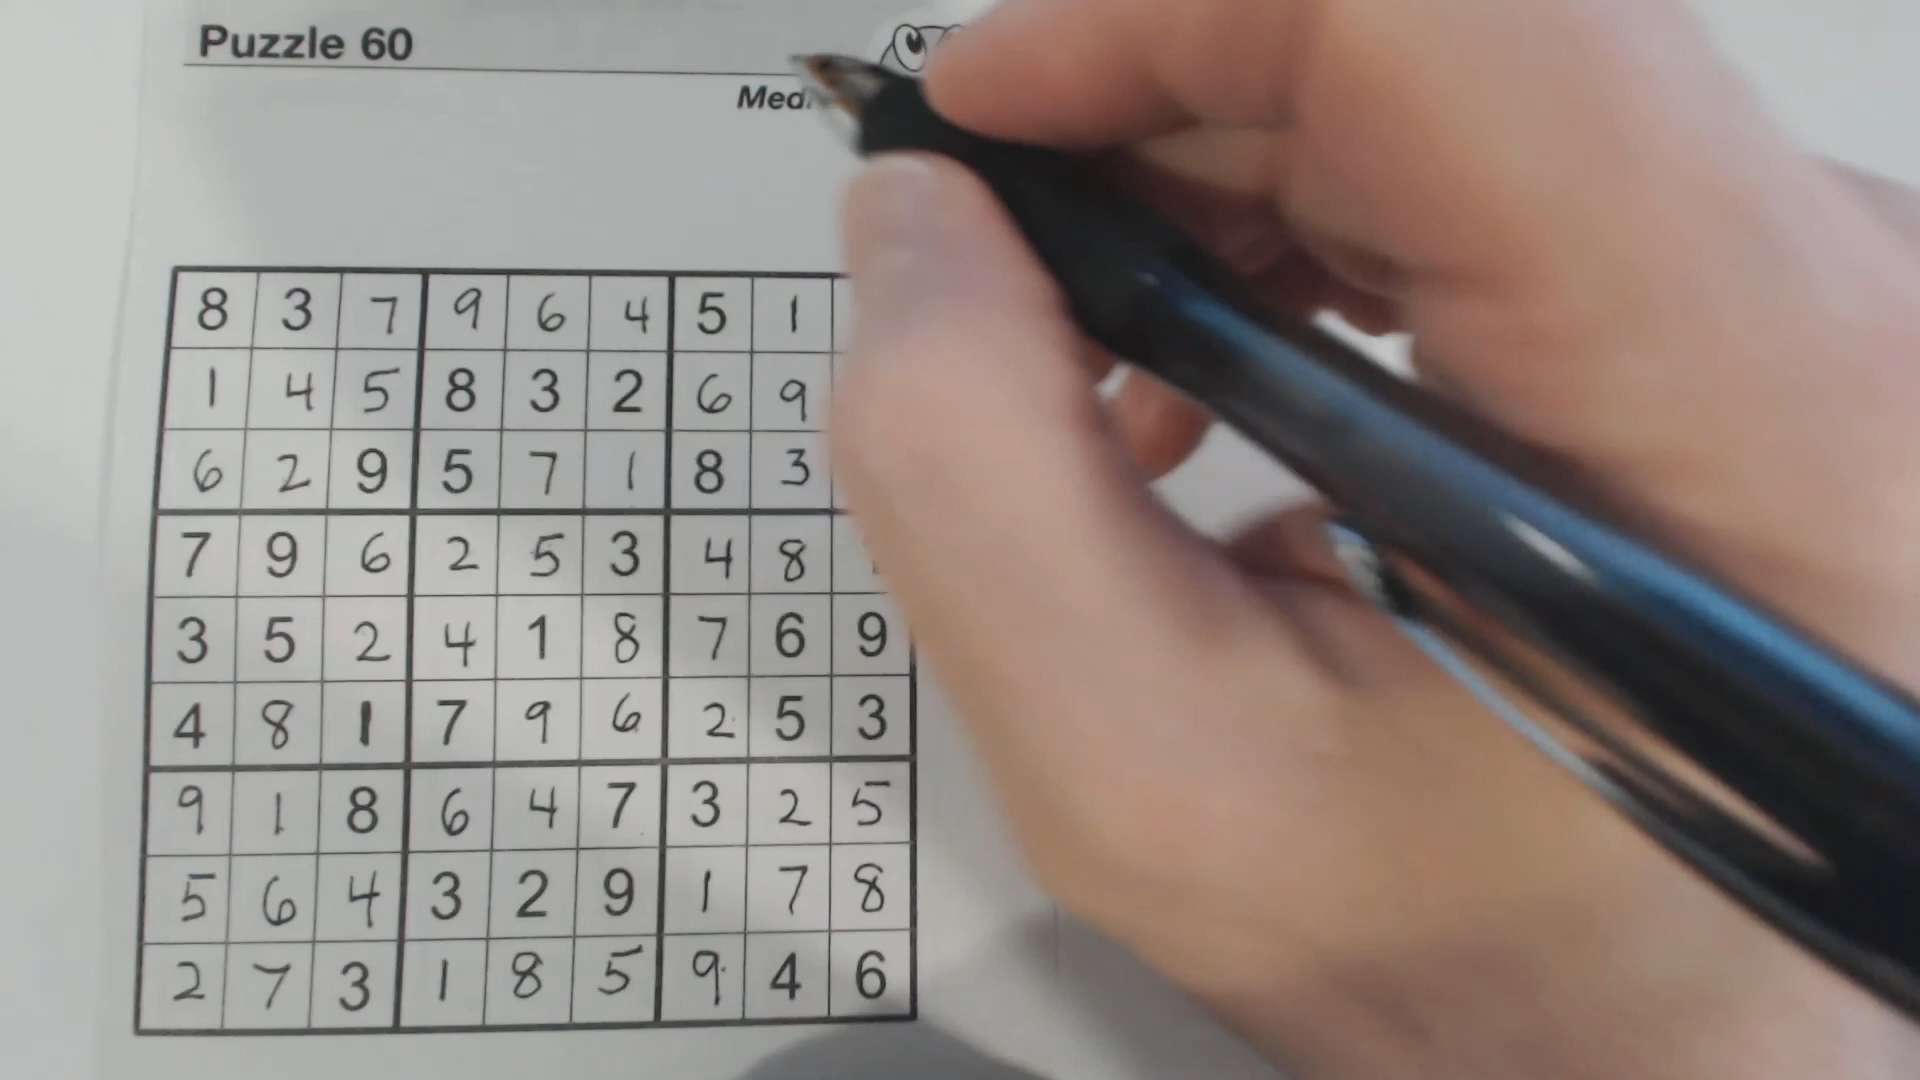 Puzzle 60
Med
8 3 7 9 6 4 5 1
1 4 5 8 3 2 6 9
6 2 9 5 7 1 8 3
7 9 6 2 5 3 4 8
3 5 2 4 1 8 7 6 9
4 8 1 7 9 6 2 5 3
9 1 8 6 4 7 3 2 5
5 6 4 3 2 9 1 7 8
2 7 3 1 8 5 9 4 6